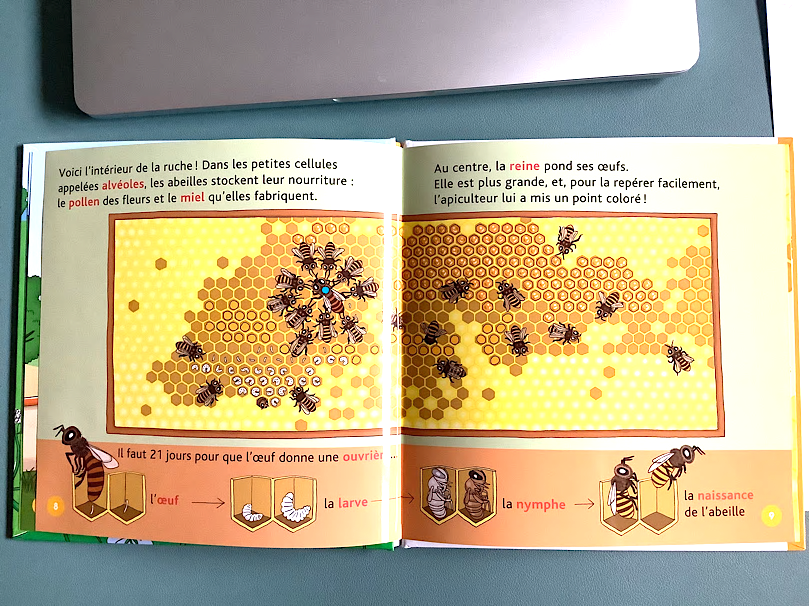 Voici l'intérieur de la ruche ! Dans les petites cellules
appelées alvéoles, les abeilles stockent leur nourriture :
le pollen des fleurs et le miel qu'elles fabriquent.
Au centre, la reine pond ses œufs.
Elle est plus grande, et, pour la repérer facilement,
l'apiculteur lui a mis un point coloré !
Il faut 21 jours pour que l'œuf donne une ouvrièr ...
l'œuf
la larve
la nymphe
la naissance
de l'abeille
8
9